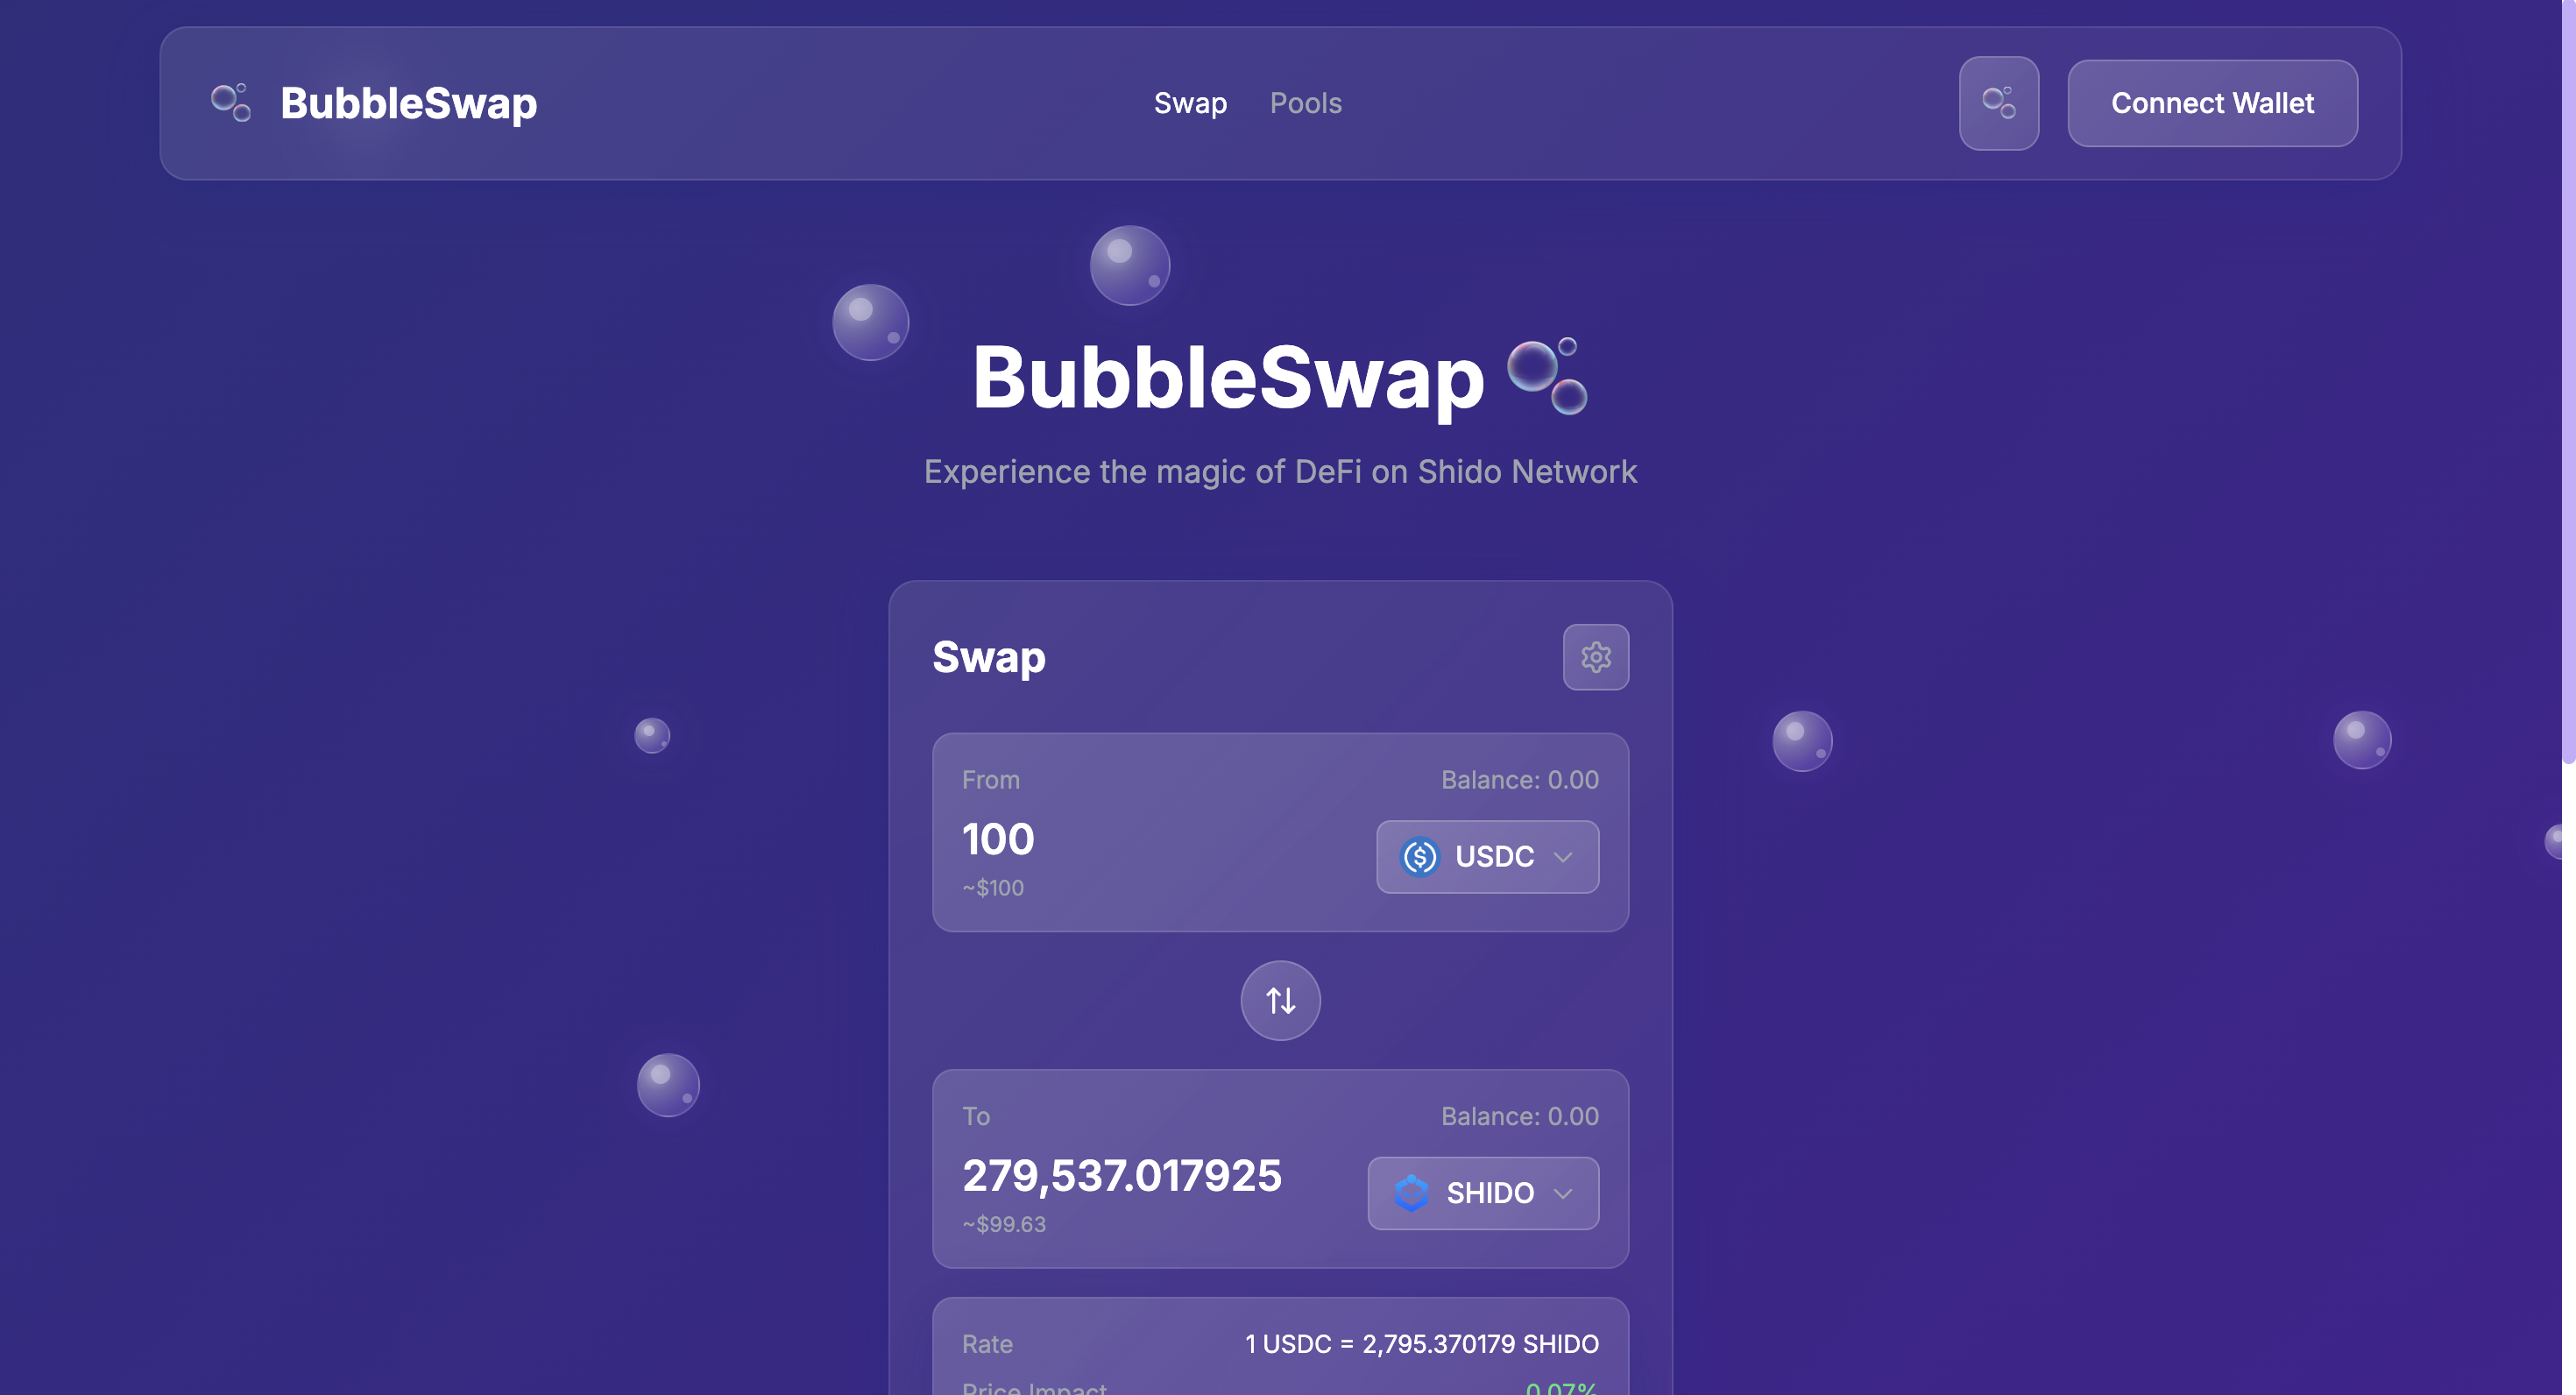 BubbleSwap
Swap
Pools
Connect Wallet
BubbleSwap
Experience the magic of DeFi on Shido Network
Swap
From
Balance: 0.00
100
USDC
~$100
To
Balance: 0.00
279,537.017925
SHIDO
~$99.63
Rate
1 USDC = 2,795.370179 SHIDO
Price Impact
0.07%